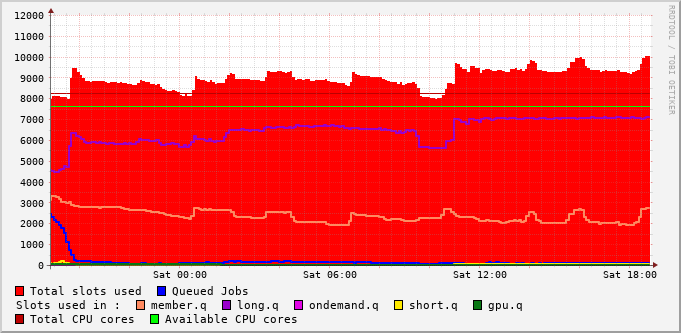 12000
11000
10000
9000
8000
7000
6000
5000
4000
3000
2000
1000
0
Sat 00:00 Sat 06:00 Sat 12:00 Sat 18:00
RRDTOOL / TOBI OETIKER
Total slots used Queued Jobs
Slots used in : member.q long.q ondemand.q short.q gpu.q
Total CPU cores Available CPU cores